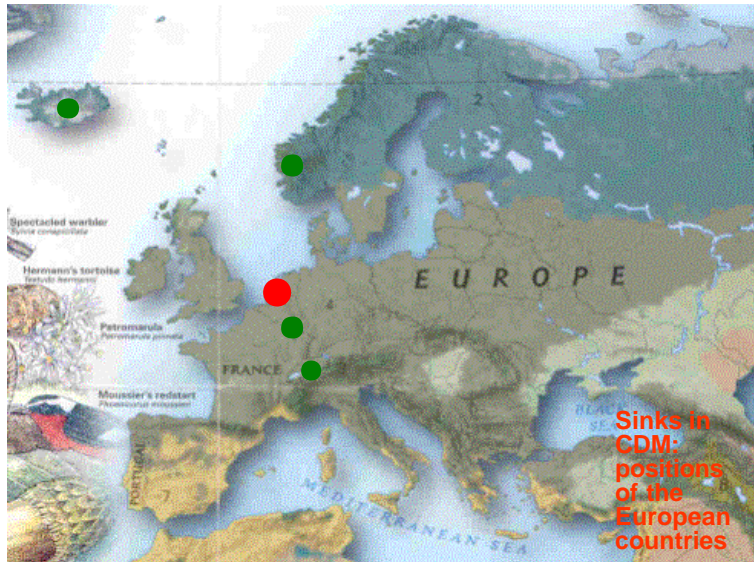 2
Spectacled warbler
Sylvia conspicillata
Hermann's tortoise
Testudo hermanni
EUROPE
4
Petromarula
Petromarula pinnata
FRANCE
Moussier's redstart
Phoenicurus moussieri
BLACK
SEA
Sinks in
CDM:
positions
of the
European
countries
PORTUGAL
7
MEDITERRANEAN SEA